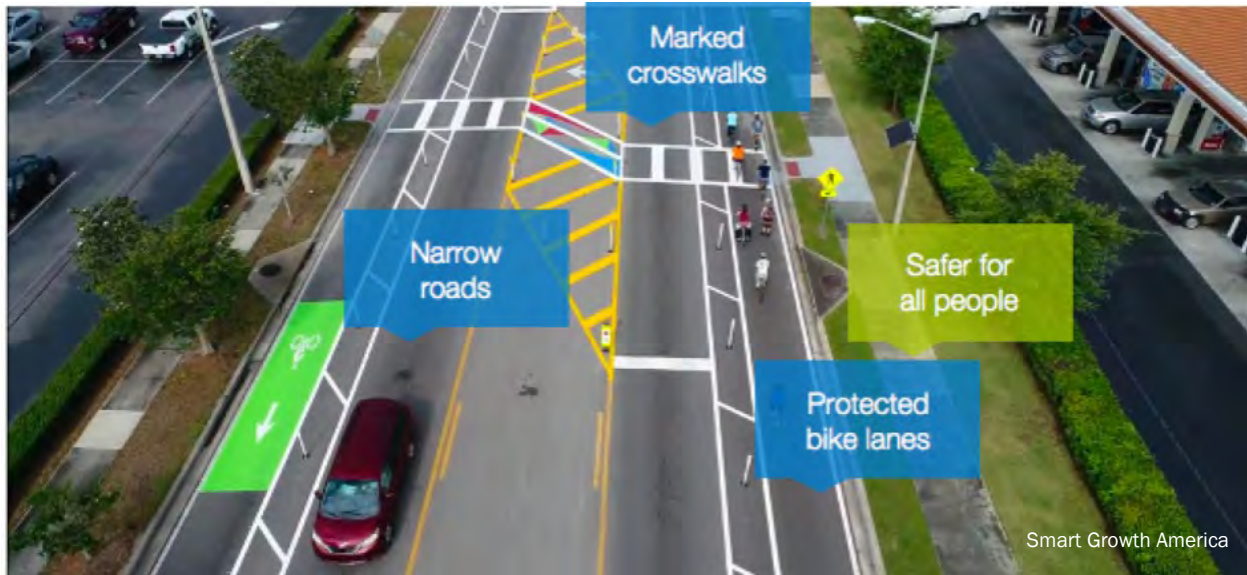 Marked
crosswalks
Narrow
roads
Safer for
all people
Protected
bike lanes
Smart Growth America